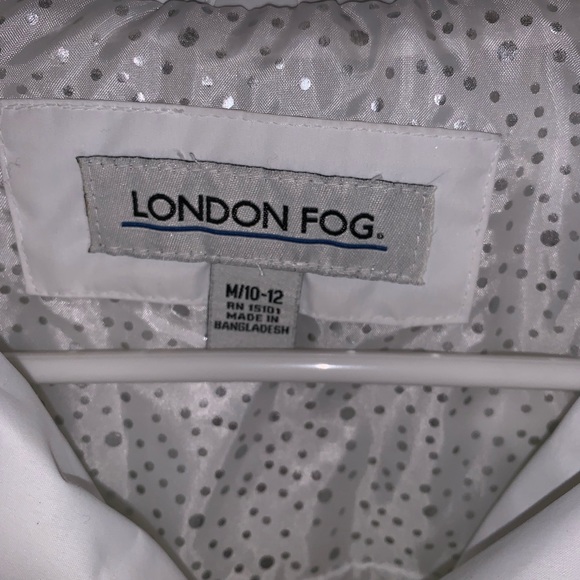 LONDON FOG®
M/10-12
RN 15101
MADE IN
BANGLADESH